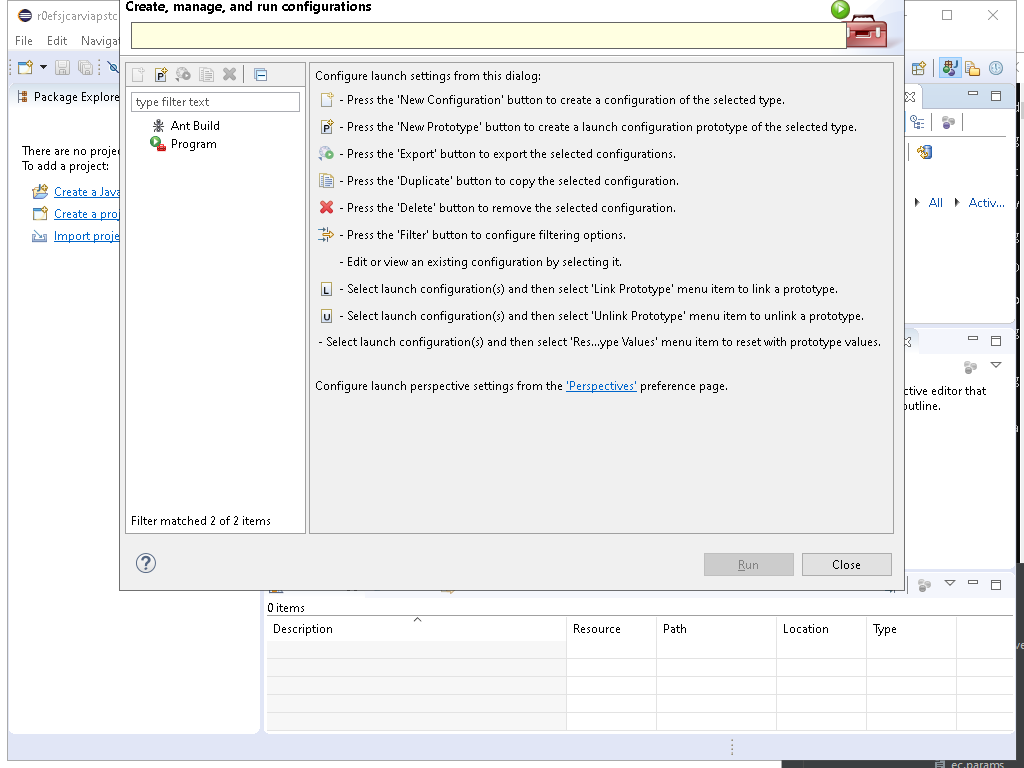 Create, manage, and run configurations
r0efsjcarviapstc
File Edit Navigat
Package Explore
type filter text
Ant Build
Program
Filter matched 2 of 2 items
Configure launch settings from this dialog:
- Press the 'New Configuration' button to create a configuration of the selected type.
P - Press the 'New Prototype' button to create a launch configuration prototype of the selected type.
- Press the 'Export' button to export the selected configurations.
- Press the 'Duplicate' button to copy the selected configuration.
- Press the 'Delete' button to remove the selected configuration.
- Press the 'Filter' button to configure filtering options.
- Edit or view an existing configuration by selecting it.
L - Select launch configuration(s) and then select 'Link Prototype' menu item to link a prototype.
U - Select launch configuration(s) and then select 'Unlink Prototype' menu item to unlink a prototype.
- Select launch configuration(s) and then select 'Res...ype Values' menu item to reset with prototype values.
Configure launch perspective settings from the 'Perspectives' preference page.
? Run Close
There are no projec
To add a project:
Create a Java
Create a proj
Import proje
All Activ...
ctive editor that
outline.
0 items
Description Resource Path Location Type
ec.params